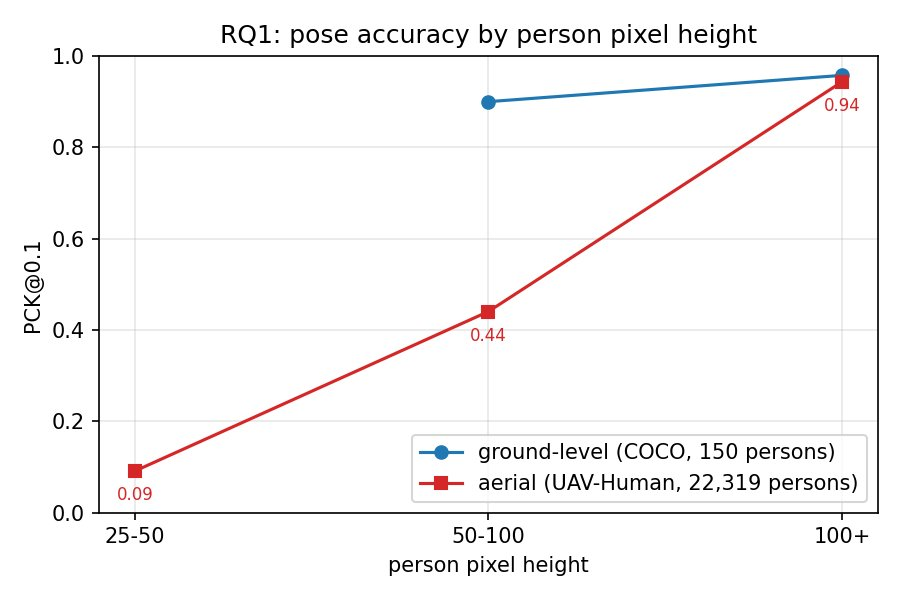 RQ1: pose accuracy by person pixel height
1.0
0.8
0.6
0.4
0.2
0.0
PCK@0.1
0.94
0.44
0.09
ground-level (COCO, 150 persons)
aerial (UAV-Human, 22,319 persons)
25-50
50-100
100+
person pixel height